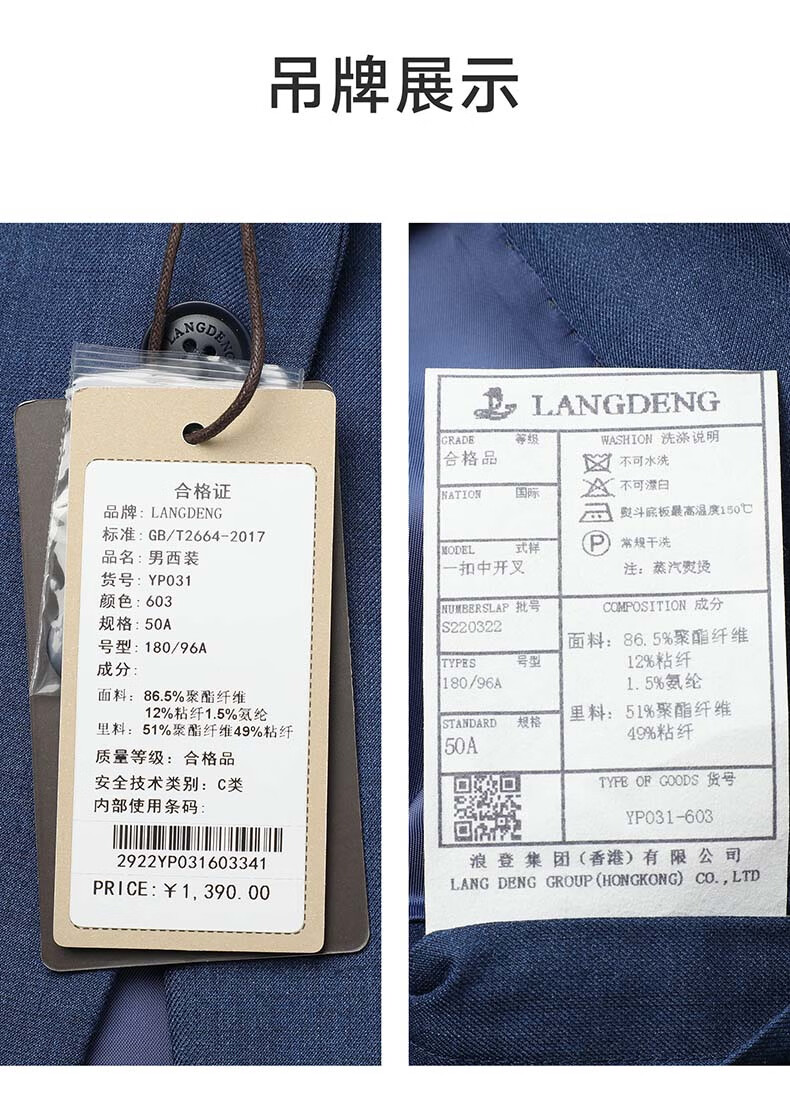 吊牌展示
LANGDENG
合格证
品牌: LANGDENG
标准: GB/T2664-2017
品名: 男西装
货号: YP031
颜色: 603
规格: 50A
号型: 180/96A
成分:
面料: 86.5%聚酯纤维
12%粘纤1.5%氨纶
里料: 51%聚酯纤维49%粘纤
质量等级: 合格品
安全技术类别: C类
内部使用条码:
2922YP031603341
PRICE: ¥1,390.00
LANGDENG
GRADE 等级
合格品
NATION 国际
MODEL 式样
一扣中开叉
NUMBERSLAP 批号
S220322
TYPES 号型
180/96A
STANDARD 规格
50A
WASHION 洗涤说明
不可水洗
不可漂白
熨斗底板最高温度150℃
P 常规干洗
注: 蒸汽熨烫
COMPOSITION 成分
面料: 86.5%聚酯纤维
12%粘纤
1.5%氨纶
里料: 51%聚酯纤维
49%粘纤
TYPE OF GOODS 货号
YP031-603
浪登集团(香港)有限公司
LANG DENG GROUP(HONGKONG) CO.,LTD